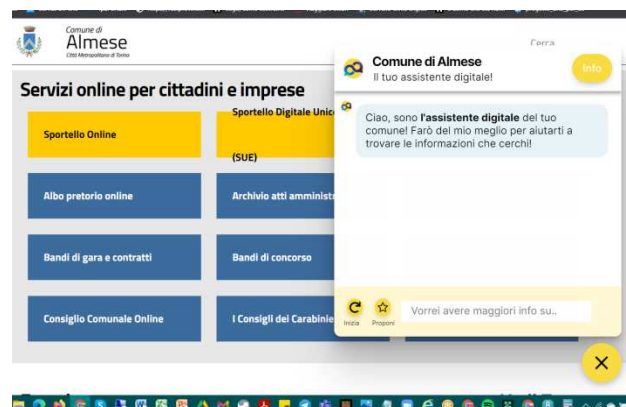 Comune di
Almese
Città Metropolitana di Torino
Cerca
Servizi online per cittadini e imprese
Sportello Online
Sportello Digitale Unic
(SUE)
Albo pretorio online
Archivio atti amministr
Bandi di gara e contratti
Bandi di concorso
Consiglio Comunale Online
I Consigli dei Carabinie
Comune di Almese
Il tuo assistente digitale!
Info
Ciao, sono l'assistente digitale del tuo
comune! Farò del mio meglio per aiutarti a
trovare le informazioni che cerchi!
Inizia
Proponi
Vorrei avere maggiori info su..